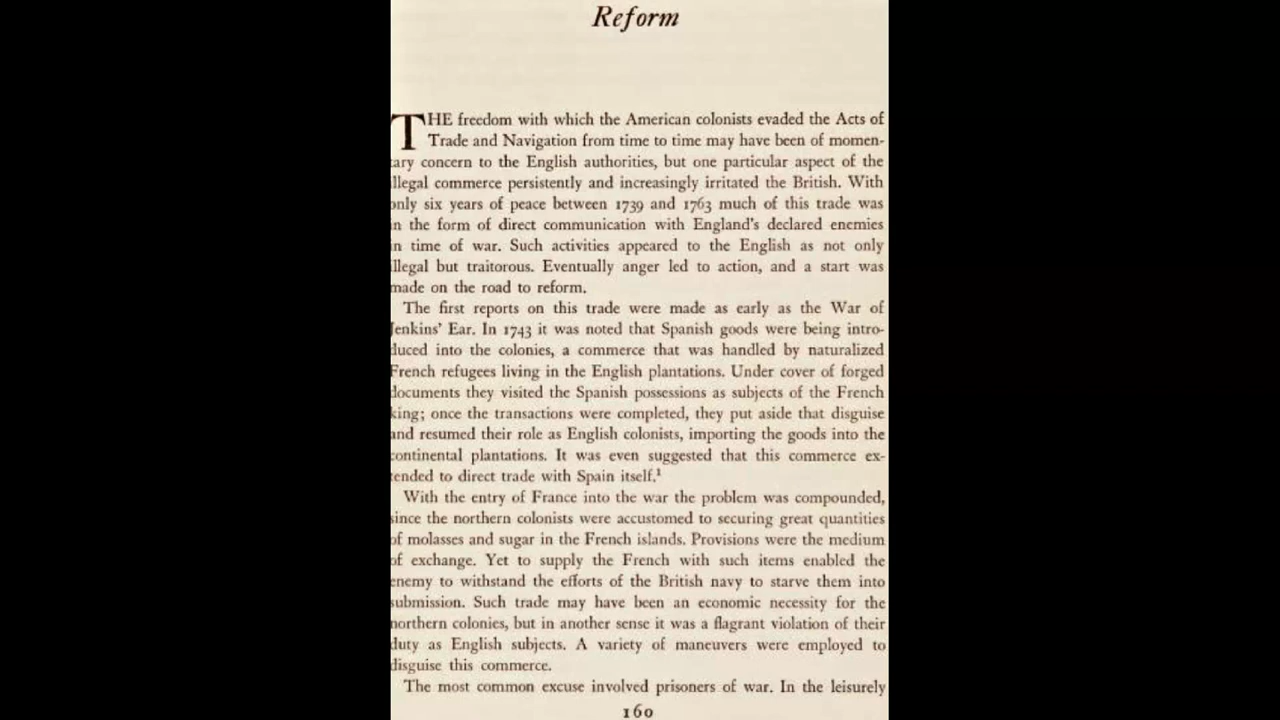 Reform
THE freedom with which the American colonists evaded the Acts of
Trade and Navigation from time to time may have been of momen-
tary concern to the English authorities, but one particular aspect of the
illegal commerce persistently and increasingly irritated the British. With
only six years of peace between 1739 and 1763 much of this trade was
in the form of direct communication with England's declared enemies
in time of war. Such activities appeared to the English as not only
illegal but traitorous. Eventually anger led to action, and a start was
made on the road to reform.
The first reports on this trade were made as early as the War of
Jenkins' Ear. In 1743 it was noted that Spanish goods were being intro-
duced into the colonies, a commerce that was handled by naturalized
French refugees living in the English plantations. Under cover of forged
documents they visited the Spanish possessions as subjects of the French
king; once the transactions were completed, they put aside that disguise
and resumed their role as English colonists, importing the goods into the
continental plantations. It was even suggested that this commerce ex-
tended to direct trade with Spain itself.¹
With the entry of France into the war the problem was compounded,
since the northern colonists were accustomed to securing great quantities
of molasses and sugar in the French islands. Provisions were the medium
of exchange. Yet to supply the French with such items enabled the
enemy to withstand the efforts of the British navy to starve them into
submission. Such trade may have been an economic necessity for the
northern colonies, but in another sense it was a flagrant violation of their
duty as English subjects. A variety of maneuvers were employed to
disguise this commerce.
The most common excuse involved prisoners of war. In the leisurely
160